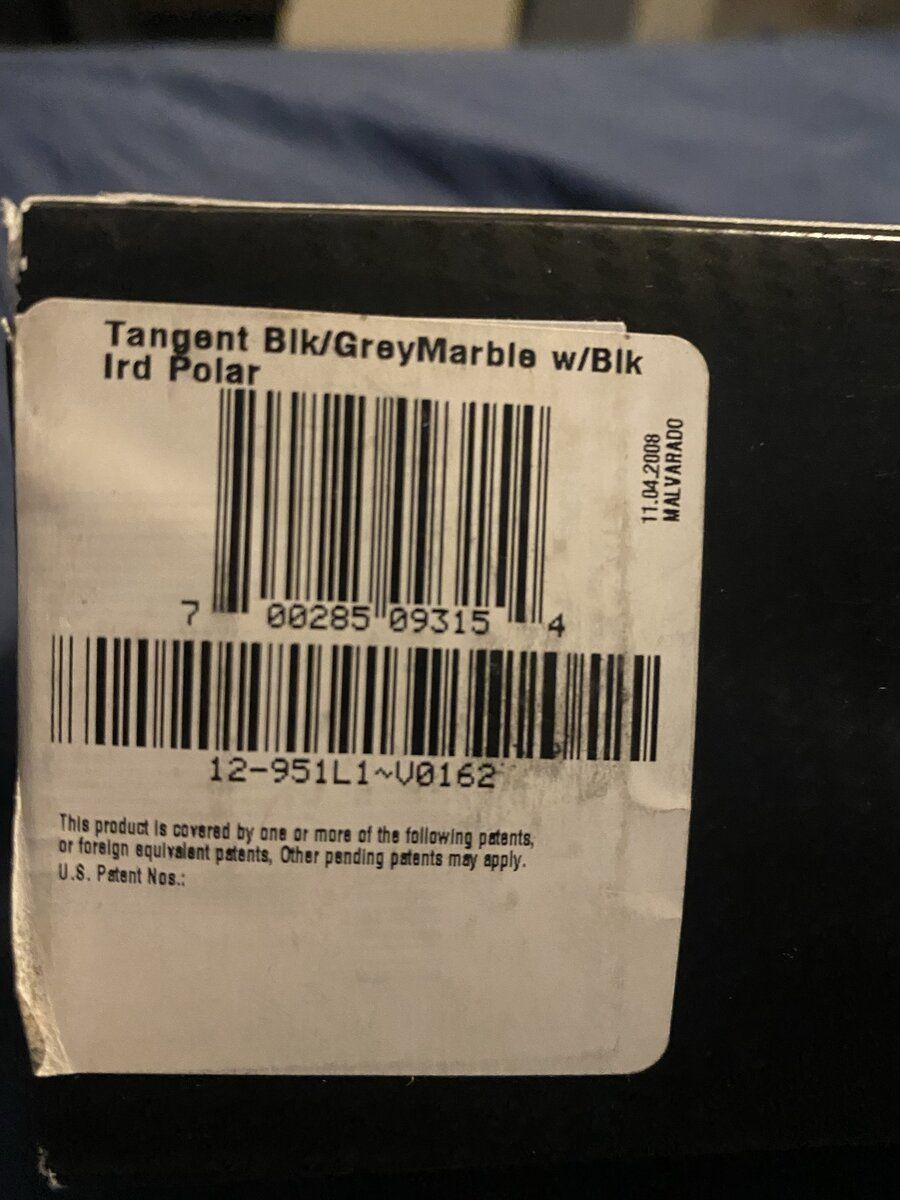 Tangent Blk/GreyMarble w/Blk
Ird Polar
11.04.2008
MALVARADO
7 00285 09315 4
12-951L1~V0162
This product is covered by one or more of the following patents,
or foreign equivalent patents, Other pending patents may apply.
U.S. Patent Nos.: